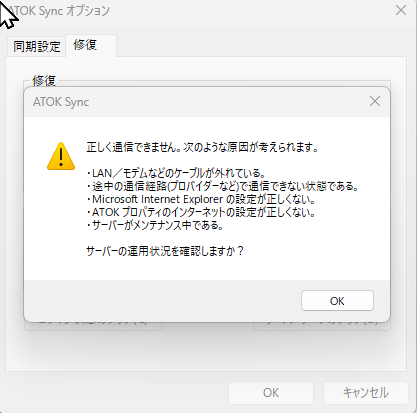 ATOK Sync オプション
同期設定 修復
修復
ATOK Sync
正しく通信できません。次のような原因が考えられます。
・LAN／モデムなどのケーブルが外れている。
・途中の通信経路(プロバイダーなど)で通信できない状態である。
・Microsoft Internet Explorer の設定が正しくない。
・ATOK プロパティのインターネットの設定が正しくない。
・サーバーがメンテナンス中である。
サーバーの運用状況を確認しますか？
OK
OK キャンセル